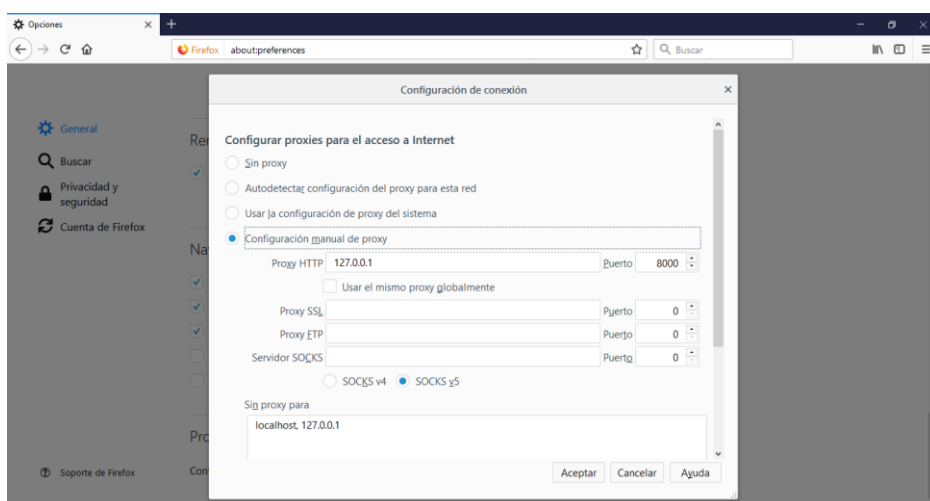 Opciones
Firefox about:preferences
Buscar
Configuración de conexión
General
Buscar
Privacidad y
seguridad
Cuenta de Firefox
Soporte de Firefox
Configurar proxies para el acceso a Internet
Sin proxy
Autodetectar configuración del proxy para esta red
Usar la configuración de proxy del sistema
Configuración manual de proxy
Proxy HTTP 127.0.0.1 Puerto 8000
Usar el mismo proxy globalmente
Proxy SSL Puerto 0
Proxy FTP Puerto 0
Servidor SOCKS Puerto 0
SOCKS v4 SOCKS v5
Sin proxy para
localhost, 127.0.0.1
Aceptar Cancelar Ayuda